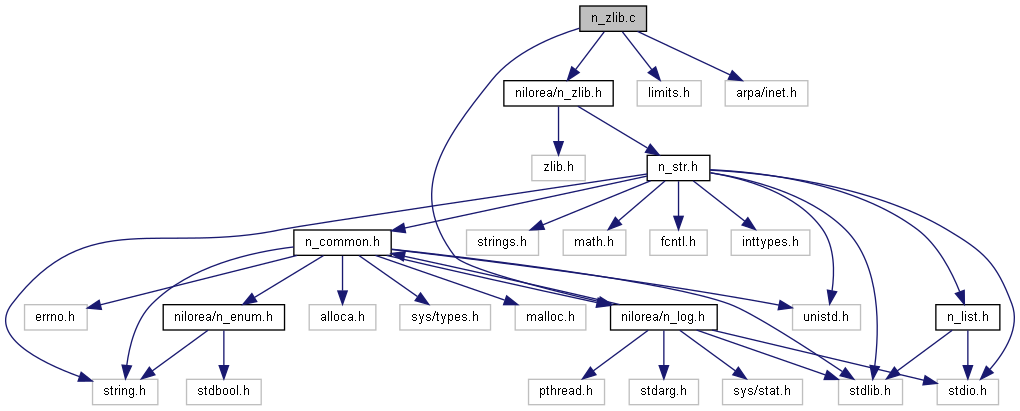 n_zlib.c
nilorea/n_zlib.h
limits.h
arpa/inet.h
zlib.h
n_str.h
n_common.h
strings.h
math.h
fcntl.h
inttypes.h
errno.h
nilorea/n_enum.h
alloca.h
sys/types.h
malloc.h
nilorea/n_log.h
unistd.h
n_list.h
string.h
stdbool.h
pthread.h
stdarg.h
sys/stat.h
stdlib.h
stdio.h